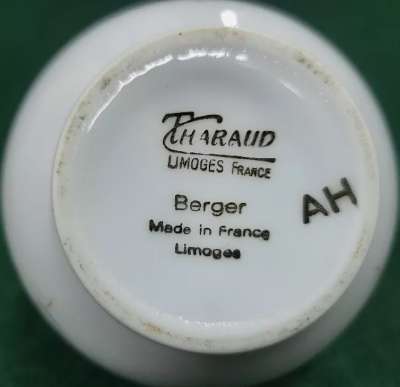 THARAUD
LIMOGES FRANCE
Berger
Made in France
Limoges
AH